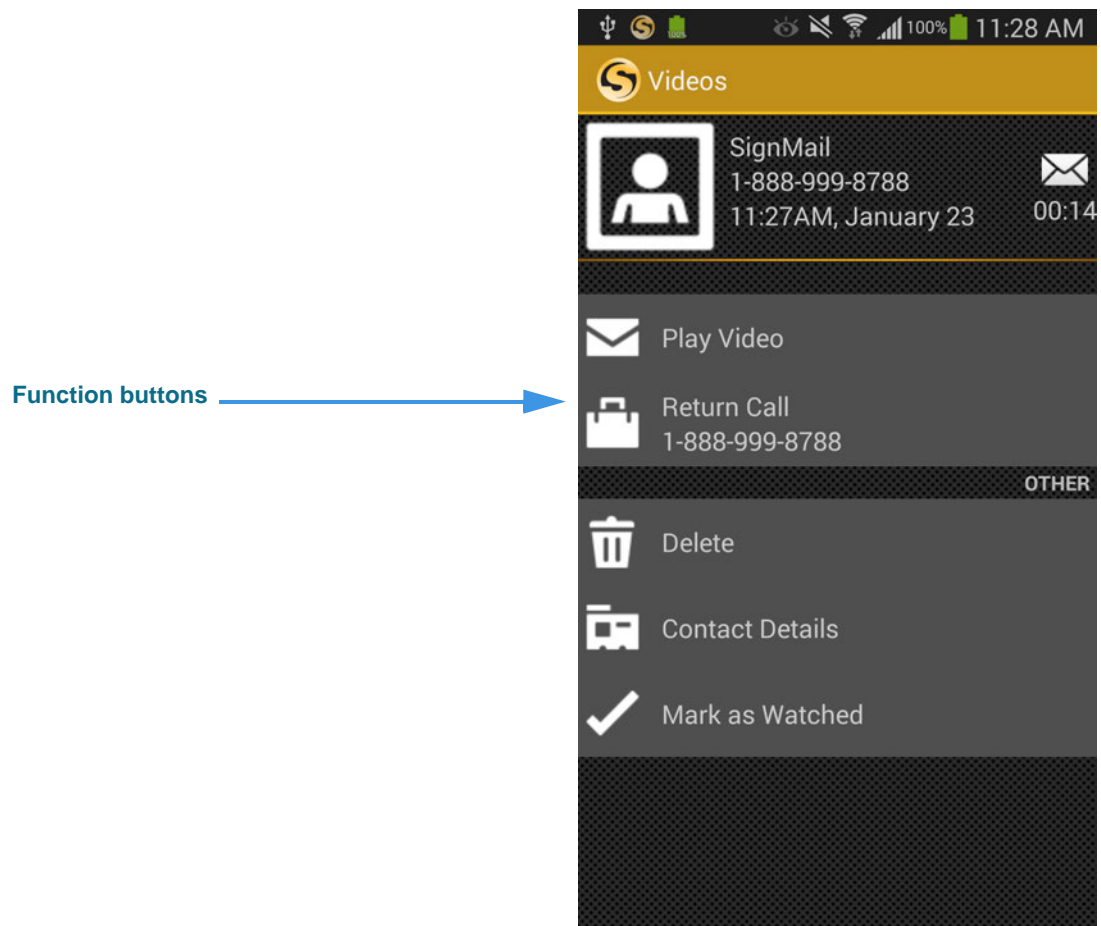 100%
100%
11:28 AM
Videos
SignMail
1-888-999-8788
11:27AM, January 23
00:14
Play Video
Function buttons
Return Call
1-888-999-8788
OTHER
Delete
Contact Details
Mark as Watched